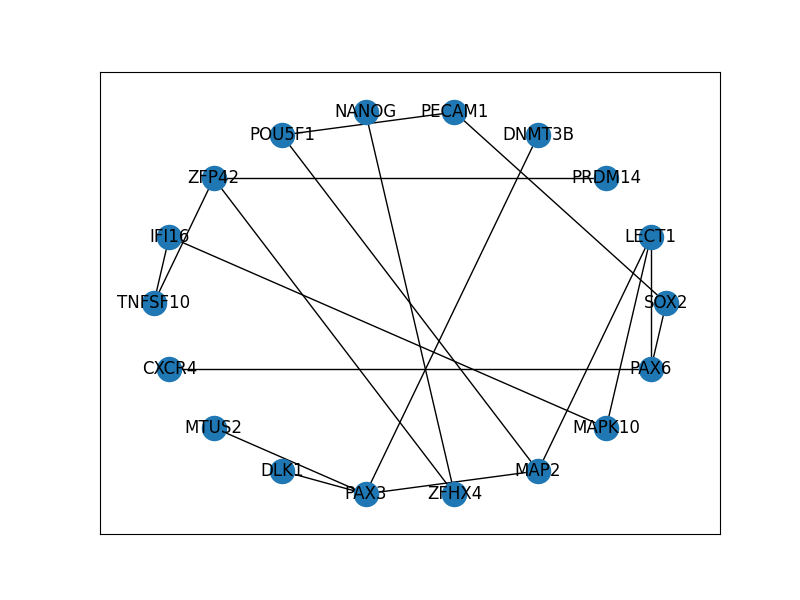 NANOG PECAM1
POU5F1 DNMT3B
ZFP42 PRDM14
IFI16 LECT1
TNFSF10 SOX2
CXCR4 PAX6
MTUS2 MAPK10
DLK1 MAP2
PAX3 ZFHX4